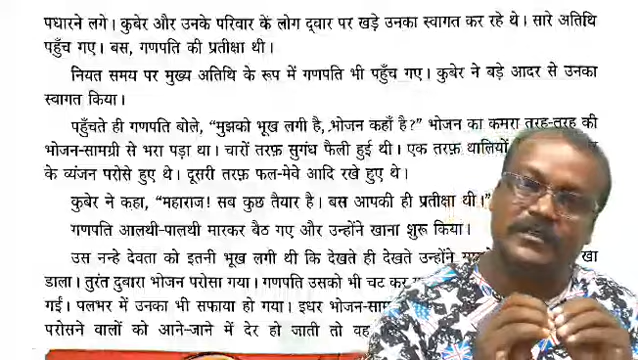 पधारने लगे। कुबेर और उनके परिवार के लोग द्वार पर खड़े उनका स्वागत कर रहे थे। सारे अतिथि
पहुँच गए। बस, गणपति की प्रतीक्षा थी।
नियत समय पर मुख्य अतिथि के रूप में गणपति भी पहुँच गए। कुबेर ने बड़े आदर से उनका
स्वागत किया।
पहुँचते ही गणपति बोले, “मुझको भूख लगी है, भोजन कहाँ है?” भोजन का कमरा तरह-तरह की
भोजन-सामग्री से भरा पड़ा था। चारों तरफ़ सुगंध फैली हुई थी। एक तरफ़ थालियों
के व्यंजन परोसे हुए थे। दूसरी तरफ़ फल-मेवे आदि रखे हुए थे।
कुबेर ने कहा, “महाराज! सब कुछ तैयार है। बस आपकी ही प्रतीक्षा थी।”
गणपति आलथी-पालथी मारकर बैठ गए और उन्होंने खाना शुरू किया।
उस नन्हे देवता को इतनी भूख लगी थी कि देखते ही देखते उन्होंने खा
डाला। तुरंत दुबारा भोजन परोसा गया। गणपति उसको भी चट कर
गईं। पलभर में उनका भी सफाया हो गया। इधर
परोसने वालों को आने-जाने में देर हो जाती तो वह